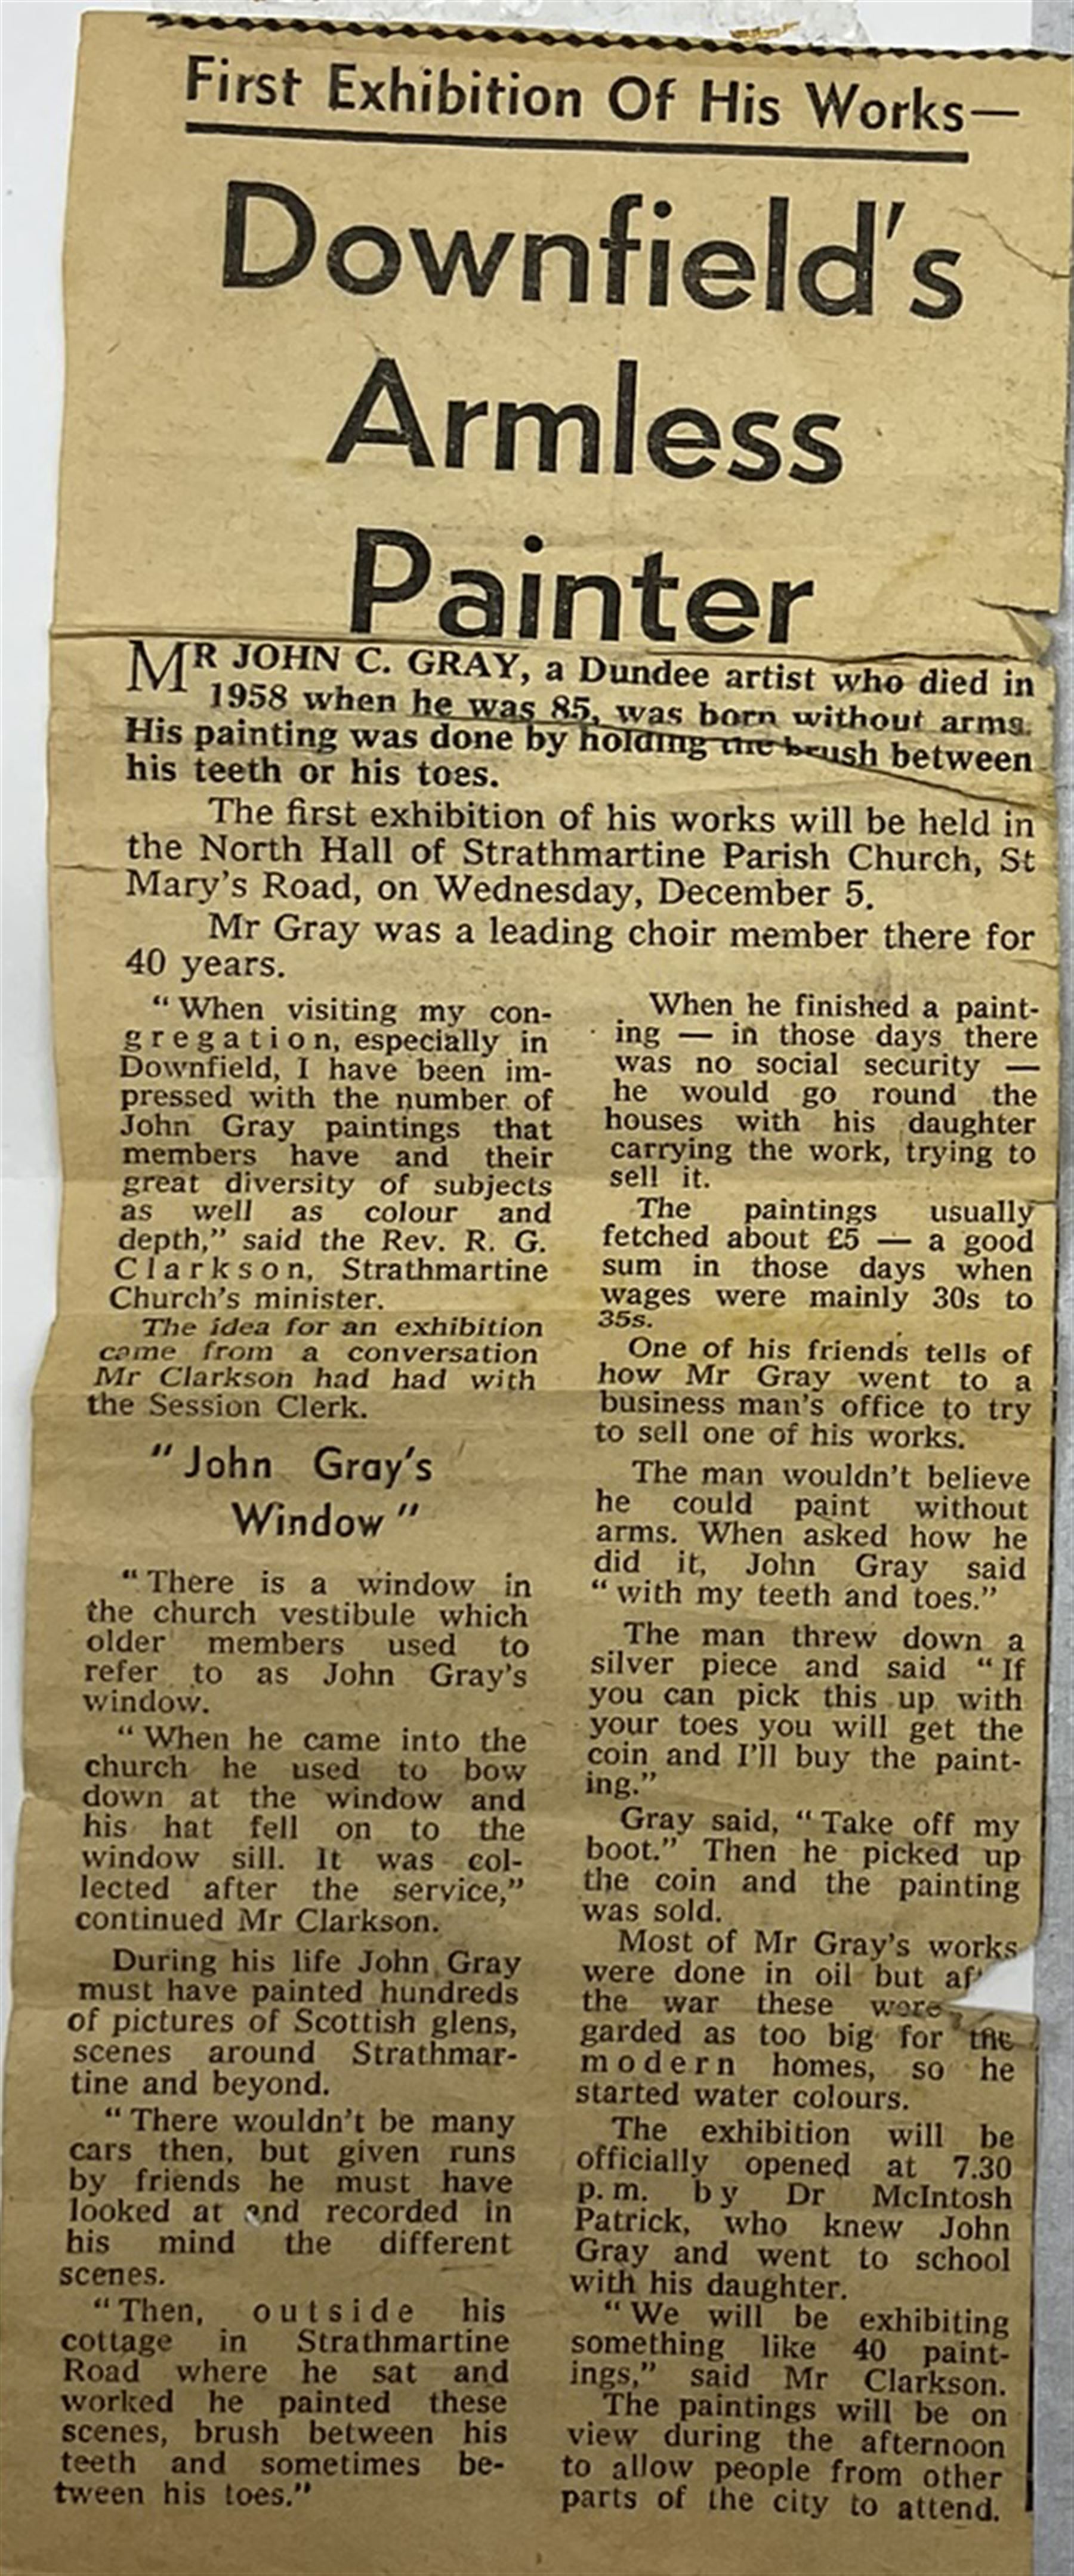 First Exhibition Of His Works—
Downfield's
Armless
Painter
MR JOHN C. GRAY, a Dundee artist who died in
1958 when he was 85, was born without arms.
His painting was done by holding the brush between
his teeth or his toes.
The first exhibition of his works will be held in
the North Hall of Strathmartine Parish Church, St
Mary's Road, on Wednesday, December 5.
Mr Gray was a leading choir member there for
40 years.
"When visiting my con-
gregation, especially in
Downfield, I have been im-
pressed with the number of
John Gray paintings that
members have and their
great diversity of subjects
as well as colour and
depth," said the Rev. R. G.
Clarkson, Strathmartine
Church's minister.
The idea for an exhibition
came from a conversation
Mr Clarkson had had with
the Session Clerk.
"John Gray's
Window"
"There is a window in
the church vestibule which
older members used to
refer to as John Gray's
window.
"When he came into the
church he used to bow
down at the window and
his hat fell on to the
window sill. It was col-
lected after the service,"
continued Mr Clarkson.
During his life John Gray
must have painted hundreds
of pictures of Scottish glens,
scenes around Strathmar-
tine and beyond.
"There wouldn't be many
cars then, but given runs
by friends he must have
looked at and recorded in
his mind the different
scenes.
"Then, outside his
cottage in Strathmartine
Road where he sat and
worked he painted these
scenes, brush between his
teeth and sometimes be-
tween his toes."
When he finished a paint-
ing — in those days there
was no social security —
he would go round the
houses with his daughter
carrying the work, trying to
sell it.
The paintings usually
fetched about £5 — a good
sum in those days when
wages were mainly 30s to
35s.
One of his friends tells of
how Mr Gray went to a
business man's office to try
to sell one of his works.
The man wouldn't believe
he could paint without
arms. When asked how he
did it, John Gray said
"with my teeth and toes."
The man threw down a
silver piece and said "If
you can pick this up with
your toes you will get the
coin and I'll buy the paint-
ing."
Gray said, "Take off my
boot." Then he picked up
the coin and the painting
was sold.
Most of Mr Gray's works
were done in oil but
the war these were
garded as too big for the
modern homes, so he
started water colours.
The exhibition will be
officially opened at 7.30
p.m. by Dr McIntosh
Patrick, who knew John
Gray and went to school
with his daughter.
"We will be exhibiting
something like 40 paint-
ings," said Mr Clarkson.
The paintings will be on
view during the afternoon
to allow people from other
parts of the city to attend.